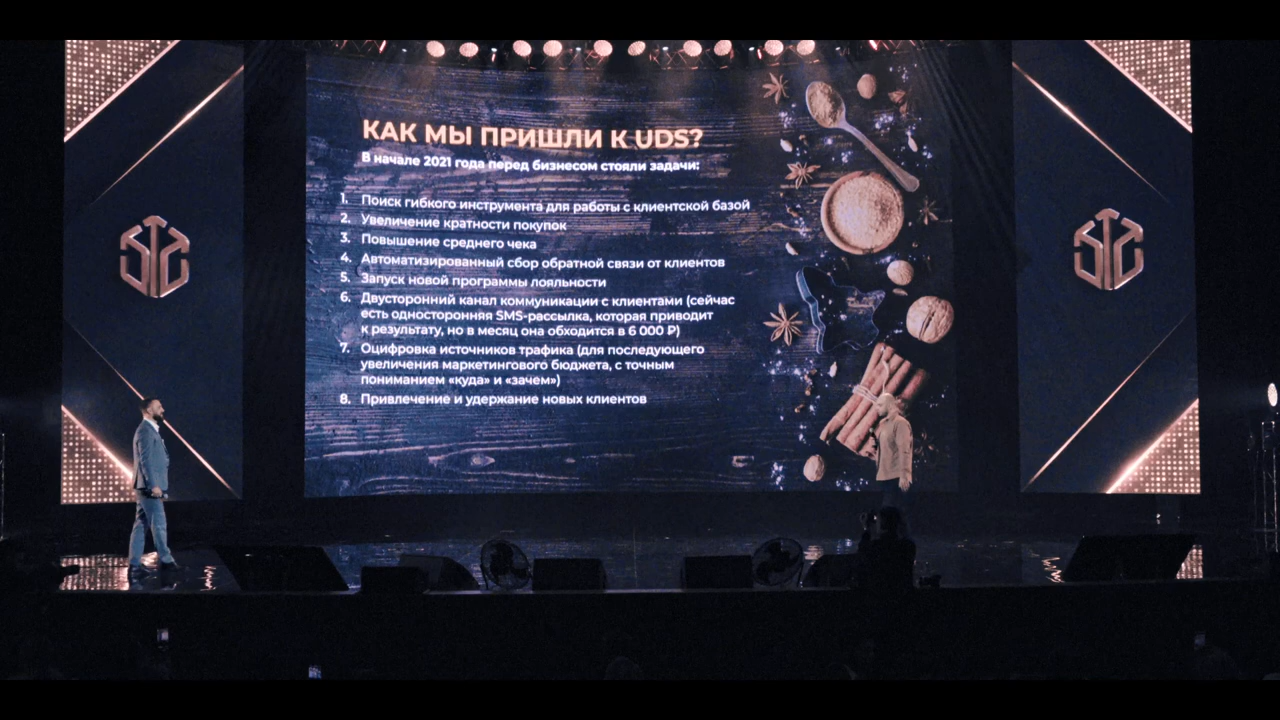 КАК МЫ ПРИШЛИ К UDS?
В начале 2021 года перед бизнесом стояли задачи:
1. Поиск гибкого инструмента для работы с клиентской базой
2. Увеличение кратности покупок
3. Повышение среднего чека
4. Автоматизированный сбор обратной связи от клиентов
5. Запуск новой программы лояльности
6. Двусторонний канал коммуникации с клиентами (сейчас
есть односторонняя SMS-рассылка, которая приводит
к результату, но в месяц она обходится в 6 000 ₽)
7. Оцифровка источников трафика (для последующего
увеличения маркетингового бюджета, с точным
пониманием «куда» и «зачем»)
8. Привлечение и удержание новых клиентов